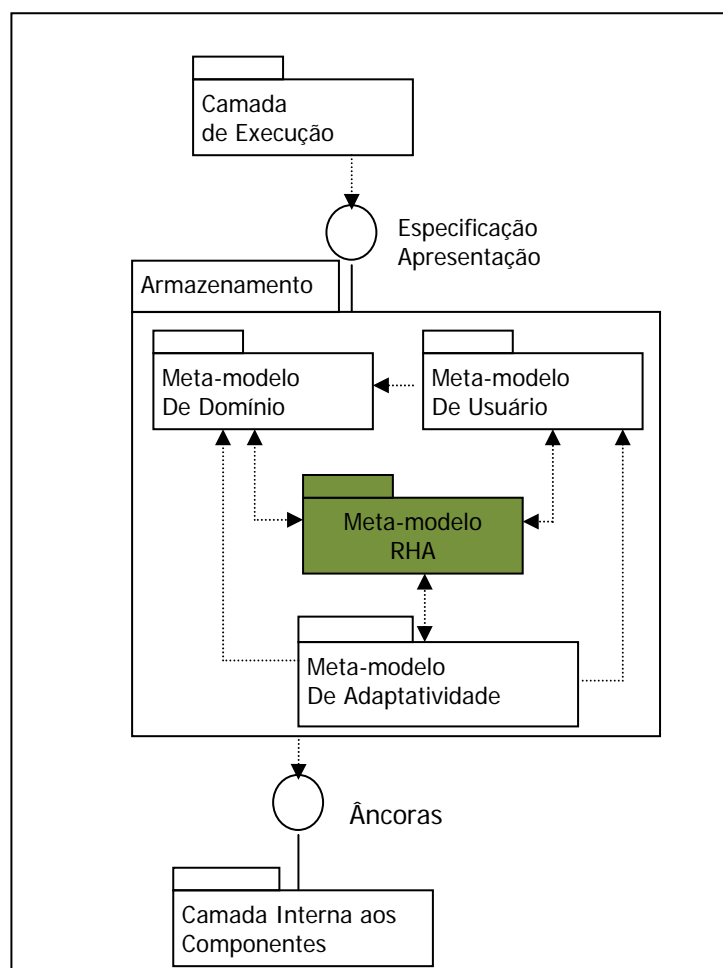 Camada
de Execução
Especificação
Apresentação
Armazenamento
Meta-modelo
De Domínio
Meta-modelo
De Usuário
Meta-modelo
RHA
Meta-modelo
De Adaptatividade
Âncoras
Camada Interna aos
Componentes